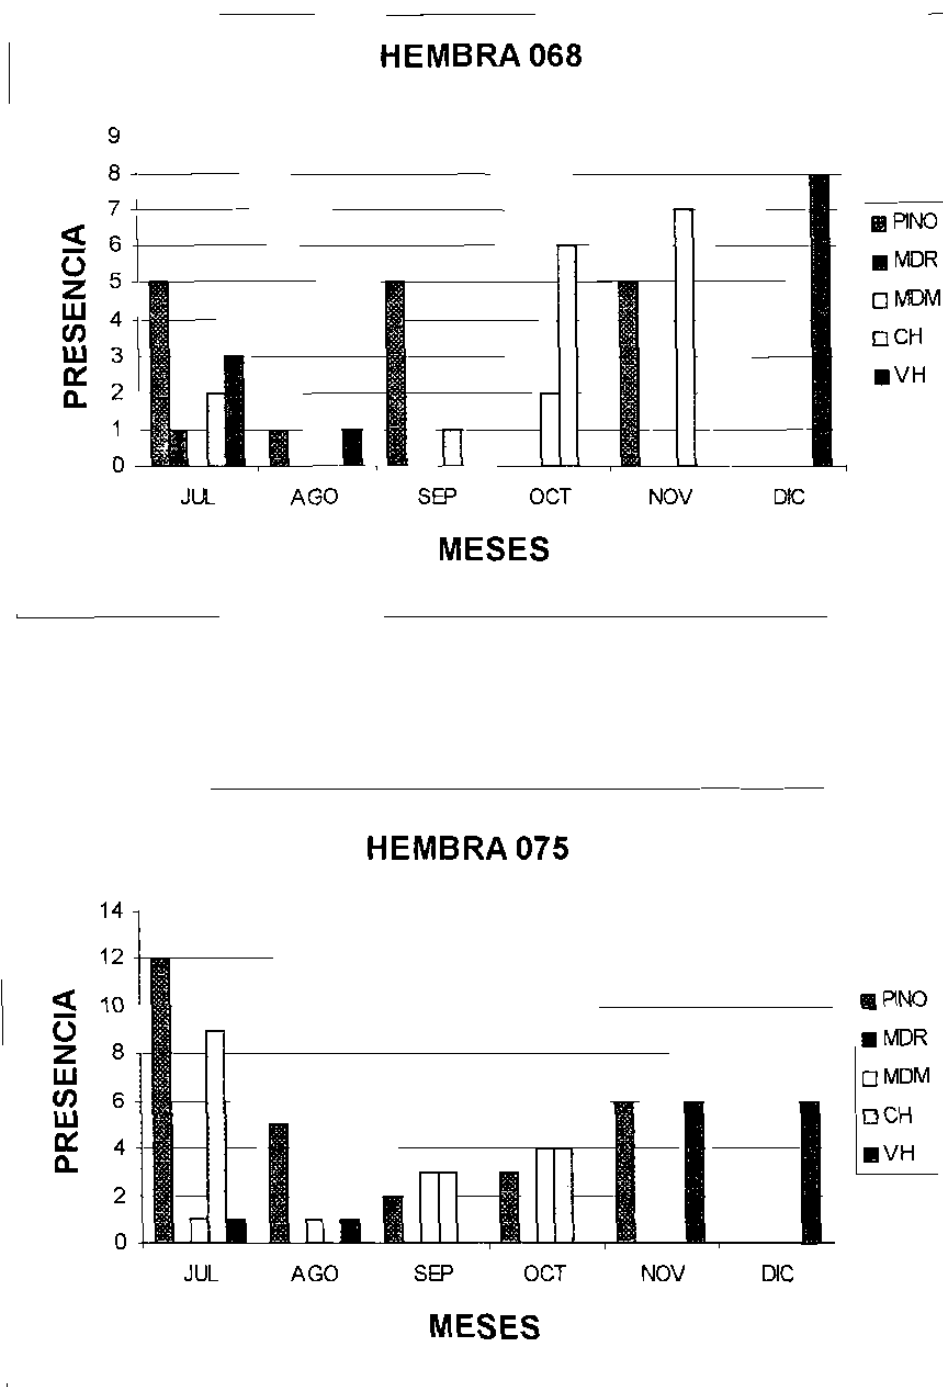 HEMBRA 068
9
8
7
6
5
4
3
2
1
0
PRESENCIA
JUL AGO SEP OCT NOV DIC
MESES
PINO
MDR
MDM
CH
VH
HEMBRA 075
14
12
10
8
6
4
2
0
PRESENCIA
JUL AGO SEP OCT NOV DIC
MESES
PINO
MDR
MDM
CH
VH